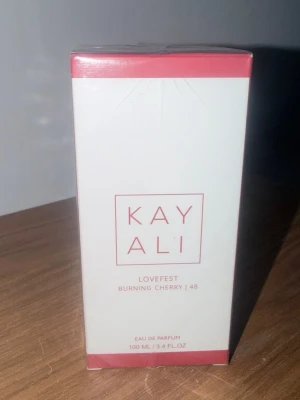 KAY
ALI
LOVEFEST
BURNING CHERRY | 48
EAU DE PARFUM
100 ML / 3.4 FL.OZ